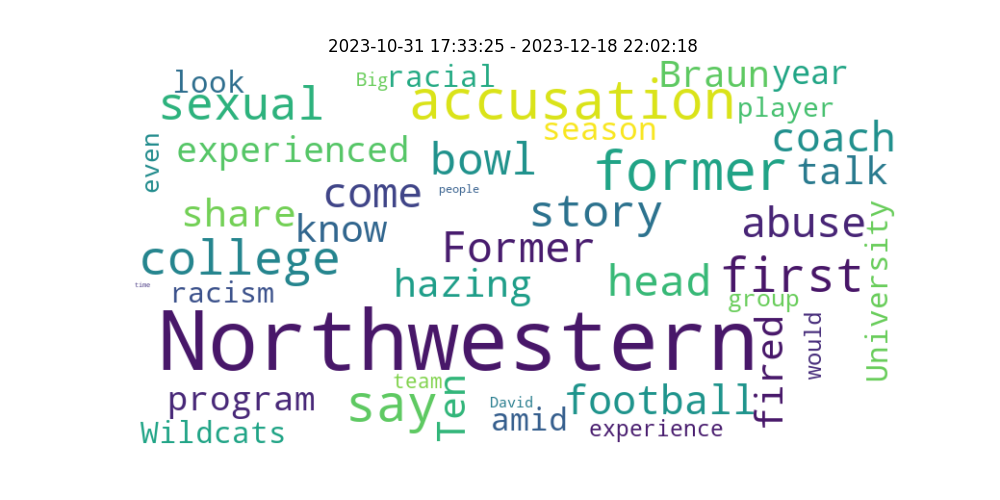 2023-10-31 17:33:25 - 2023-12-18 22:02:18
look
Big
racial
Braun
year
sexual
accusation
player
season
coach
even
experienced
bowl
former
talk
come
people
share
know
story
abuse
University
college
Former
hazing
head
first
time
racism
group
Northwestern
fired
would
program
team
say
Ten
David
amid
football
Wildcats
experience